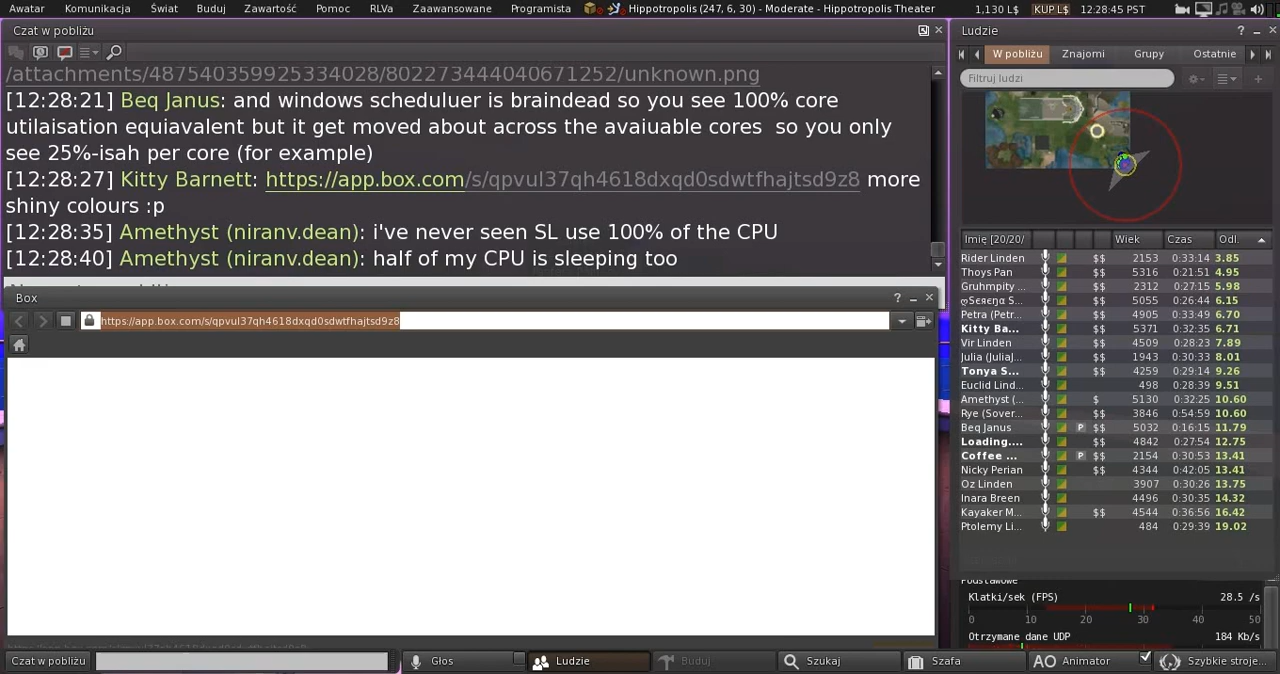 Awatar Komunikacja Świat Buduj Zawartość Pomoc RLVa Zaawansowane Programista Hippotropolis (247, 6, 30) - Moderate - Hippotropolis Theater 1,130 L$ KUP L$ 12:28:45 PST
Czat w pobliżu
/attachments/487540359925334028/802273444040671252/unknown.png
[12:28:21] Beq Janus: and windows scheduluer is braindead so you see 100% core
utilaisation equiavalent but it get moved about across the avaiuable cores so you only
see 25%-isah per core (for example)
[12:28:27] Kitty Barnett: https://app.box.com/s/qpvul37qh4618dxqd0sdwtfhajtsd9z8 more
shiny colours :p
[12:28:35] Amethyst (niranv.dean): i've never seen SL use 100% of the CPU
[12:28:40] Amethyst (niranv.dean): half of my CPU is sleeping too
Box
https://app.box.com/s/qpvul37qh4618dxqd0sdwtfhajtsd9z8
Ludzie
W pobliżu Znajomi Grupy Ostatnie
Filtruj ludzi
Imię [20/20/ Wiek Czas Odl.
Rider Linden $$ 2153 0:33:14 3.85
Thoys Pan $$ 5316 0:21:51 4.95
Gruhmpity ... $$ 2312 0:27:15 5.98
ღSєяєηα S... $$ 5055 0:26:44 6.15
Petra (Petr... $$ 4905 0:33:49 6.70
Kitty Ba... $$ 5371 0:32:35 6.71
Vir Linden $$ 4509 0:28:23 7.89
Julia (JuliaJ... $$ 1943 0:30:33 8.01
Tonya S... $$ 4259 0:29:14 9.26
Euclid Lind... 498 0:28:39 9.51
Amethyst (... $ 5130 0:32:25 10.60
Rye (Sover... $$ 3846 0:54:59 10.60
Beq Janus P $$ 5032 0:16:15 11.79
Loading.... $$ 4842 0:27:54 12.75
Coffee ... P $$ 2154 0:30:53 13.41
Nicky Perian $$ 4344 0:42:05 13.41
Oz Linden 3907 0:30:26 13.75
Inara Breen 4496 0:30:35 14.32
Kayaker M... $$ 4544 0:36:56 16.42
Ptolemy Li... 484 0:29:39 19.02
Podstawowe
Klatki/sek (FPS) 28.5 /s
0 10 20 30 40 50
Otrzymane dane UDP 184 Kb/s
Czat w pobliżu Głos Ludzie Buduj Szukaj Szafa AO Animator Szybkie stroje...